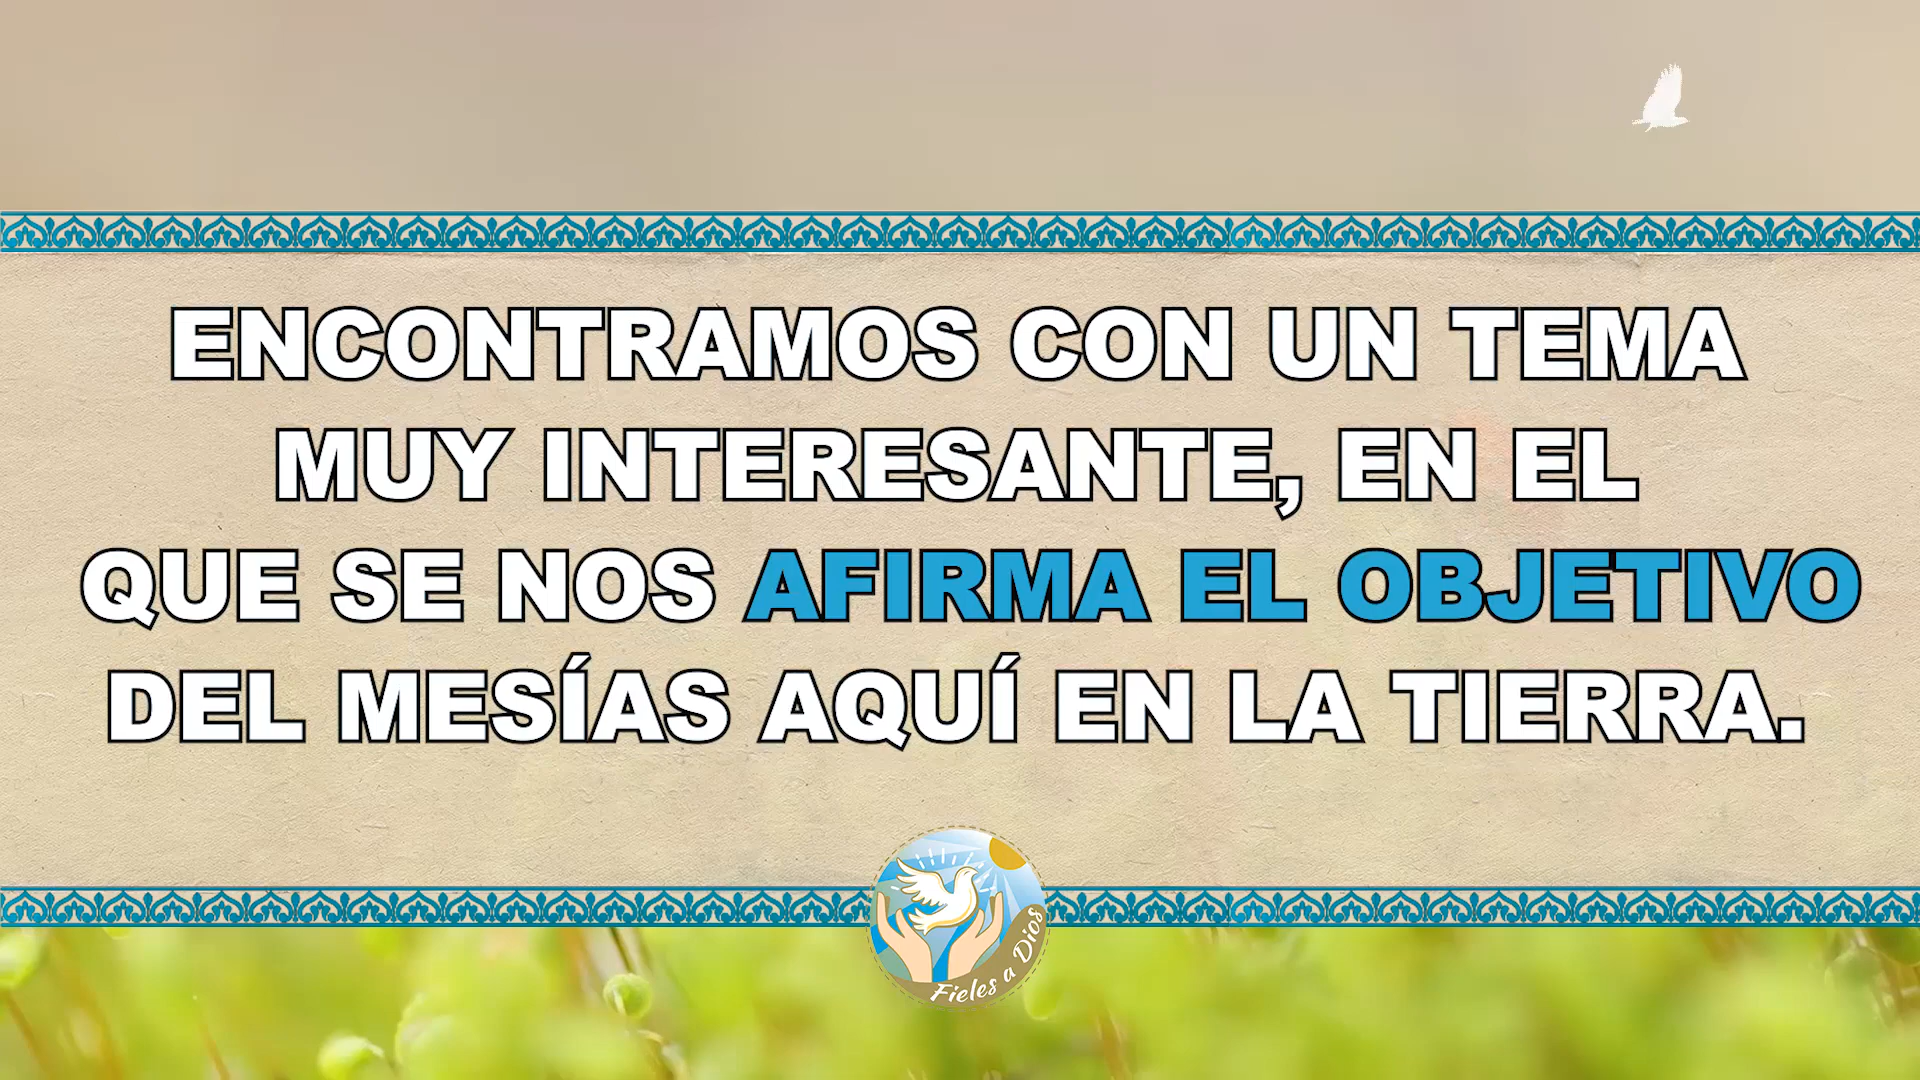 ENCONTRAMOS CON UN TEMA
MUY INTERESANTE, EN EL
QUE SE NOS AFIRMA EL OBJETIVO
DEL MESÍAS AQUÍ EN LA TIERRA.
Fieles a Dios